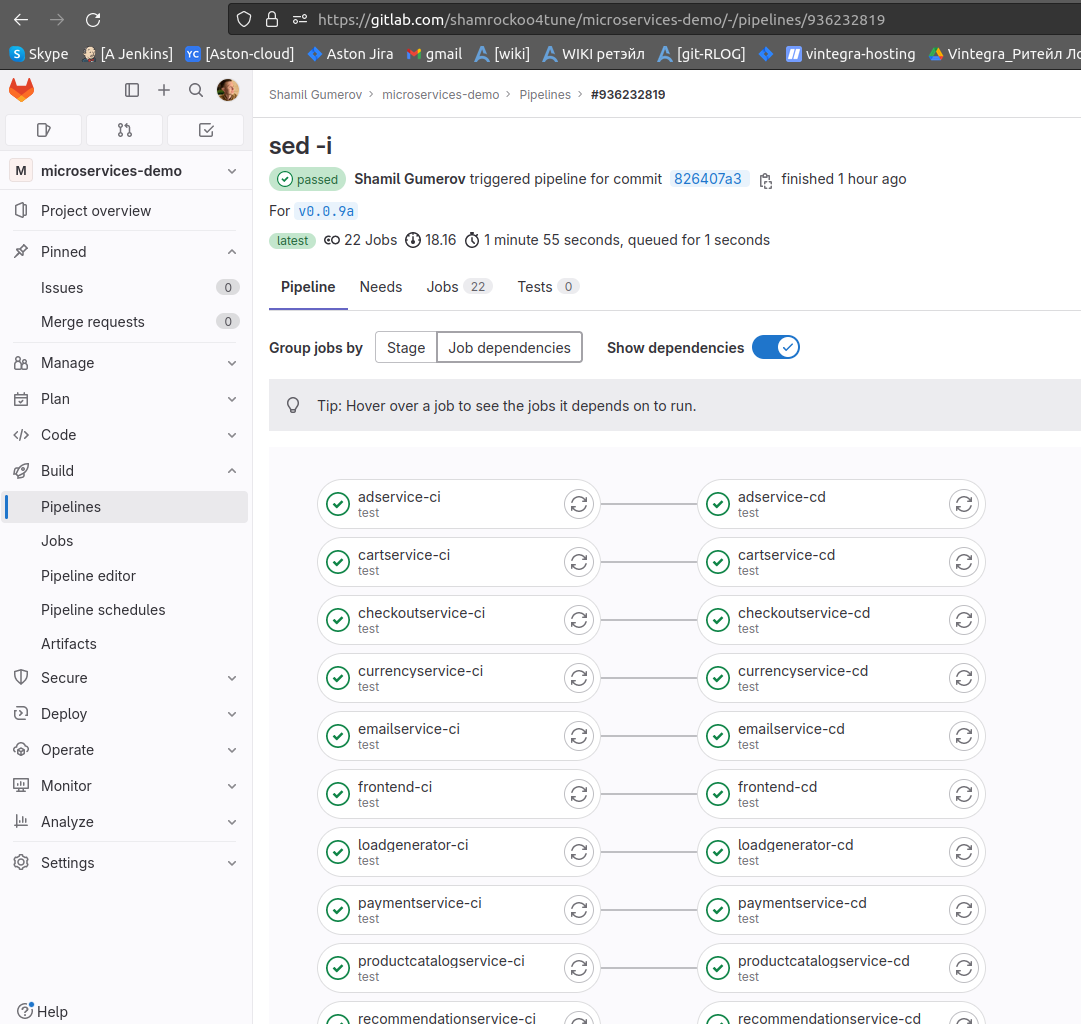 https://gitlab.com/shamrockoo4tune/microservices-demo/-/pipelines/936232819
Skype [A Jenkins] YC [Aston-cloud] Aston Jira gmail [wiki] WIKI ретэйл [git-RLOG] vintegra-hosting Vintegra_Ритейл Ло
Shamil Gumerov microservices-demo Pipelines #936232819
sed -i
M microservices-demo
passed Shamil Gumerov triggered pipeline for commit 826407a3 finished 1 hour ago
For v0.0.9a
latest 22 Jobs 18.16 1 minute 55 seconds, queued for 1 seconds
Project overview
Pinned
Issues 0
Merge requests 0
Manage
Plan
Code
Build
Pipelines
Jobs
Pipeline editor
Pipeline schedules
Artifacts
Secure
Deploy
Operate
Monitor
Analyze
Settings
Help
Pipeline Needs Jobs 22 Tests 0
Group jobs by Stage Job dependencies Show dependencies
Tip: Hover over a job to see the jobs it depends on to run.
adservice-ci adservice-cd
test test
cartservice-ci cartservice-cd
test test
checkoutservice-ci checkoutservice-cd
test test
currencyservice-ci currencyservice-cd
test test
emailservice-ci emailservice-cd
test test
frontend-ci frontend-cd
test test
loadgenerator-ci loadgenerator-cd
test test
paymentservice-ci paymentservice-cd
test test
productcatalogservice-ci productcatalogservice-cd
test test
recommendationservice-ci recommendationservice-cd